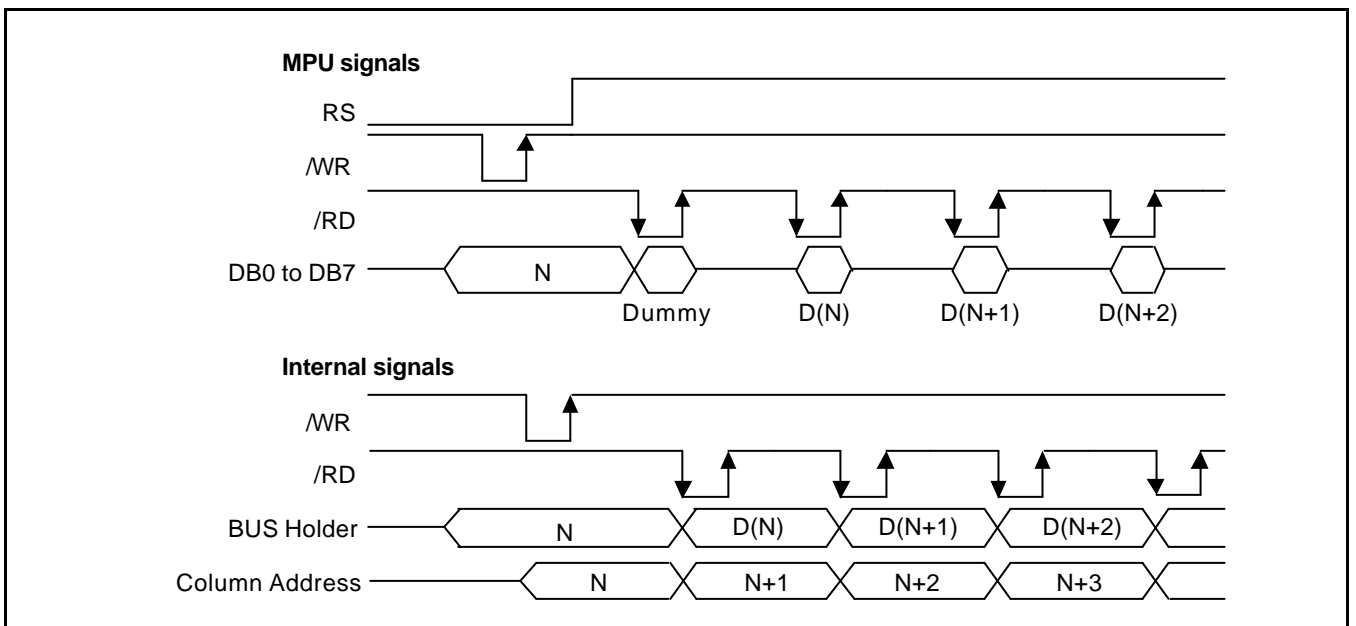 MPU signals
RS
/WR
/RD
DB0 to DB7
N
Dummy D(N) D(N+1) D(N+2)
Internal signals
/WR
/RD
BUS Holder N D(N) D(N+1) D(N+2)
Column Address N N+1 N+2 N+3